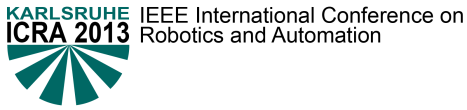 KARLSRUHE
ICRA 2013
IEEE International Conference on
Robotics and Automation